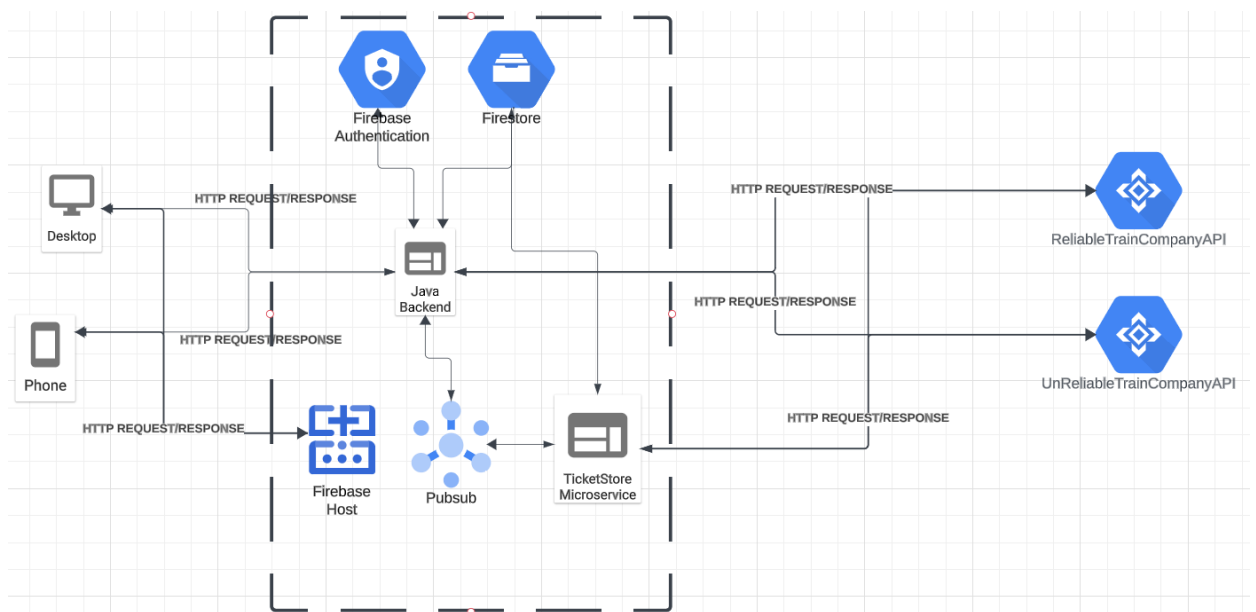 Firebase
Authentication
Firestore
HTTP REQUEST/RESPONSE
HTTP REQUEST/RESPONSE
Desktop
ReliableTrainCompanyAPI
Java
Backend
HTTP REQUEST/RESPONSE
HTTP REQUEST/RESPONSE
Phone
UnReliableTrainCompanyAPI
HTTP REQUEST/RESPONSE
HTTP REQUEST/RESPONSE
Firebase
Host
Pubsub
TicketStore
Microservice